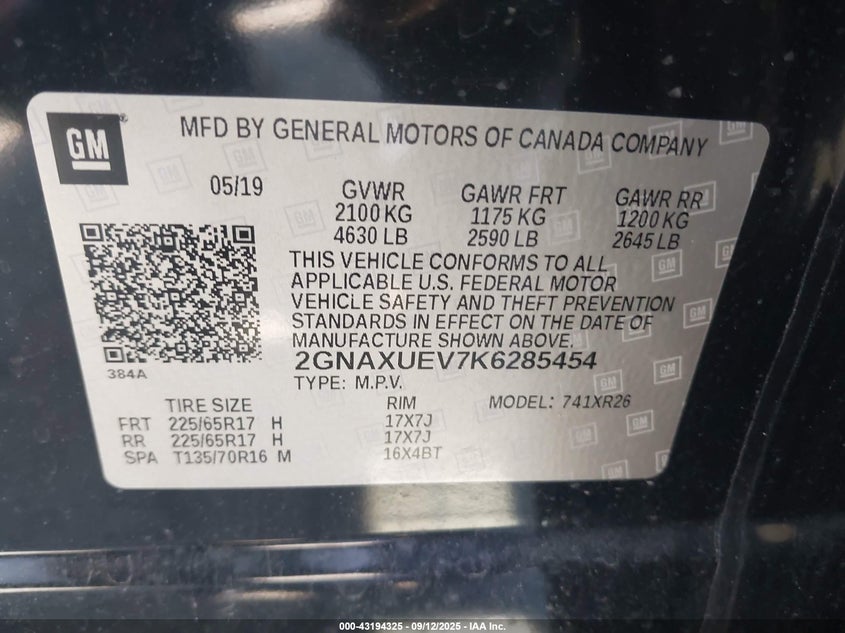 GM
MFD BY GENERAL MOTORS OF CANADA COMPANY
05/19 GVWR GAWR FRT GAWR RR
2100 KG 1175 KG 1200 KG
4630 LB 2590 LB 2645 LB
THIS VEHICLE CONFORMS TO ALL
APPLICABLE U.S. FEDERAL MOTOR
VEHICLE SAFETY AND THEFT PREVENTION
STANDARDS IN EFFECT ON THE DATE OF
MANUFACTURE SHOWN ABOVE.
2GNAXUEV7K6285454
384A
TYPE: M.P.V.
TIRE SIZE RIM MODEL: 741XR26
FRT 225/65R17 H 17X7J
RR 225/65R17 H 17X7J
SPA T135/70R16 M 16X4BT
000-43194325 - 09/12/2025 - IAA Inc.